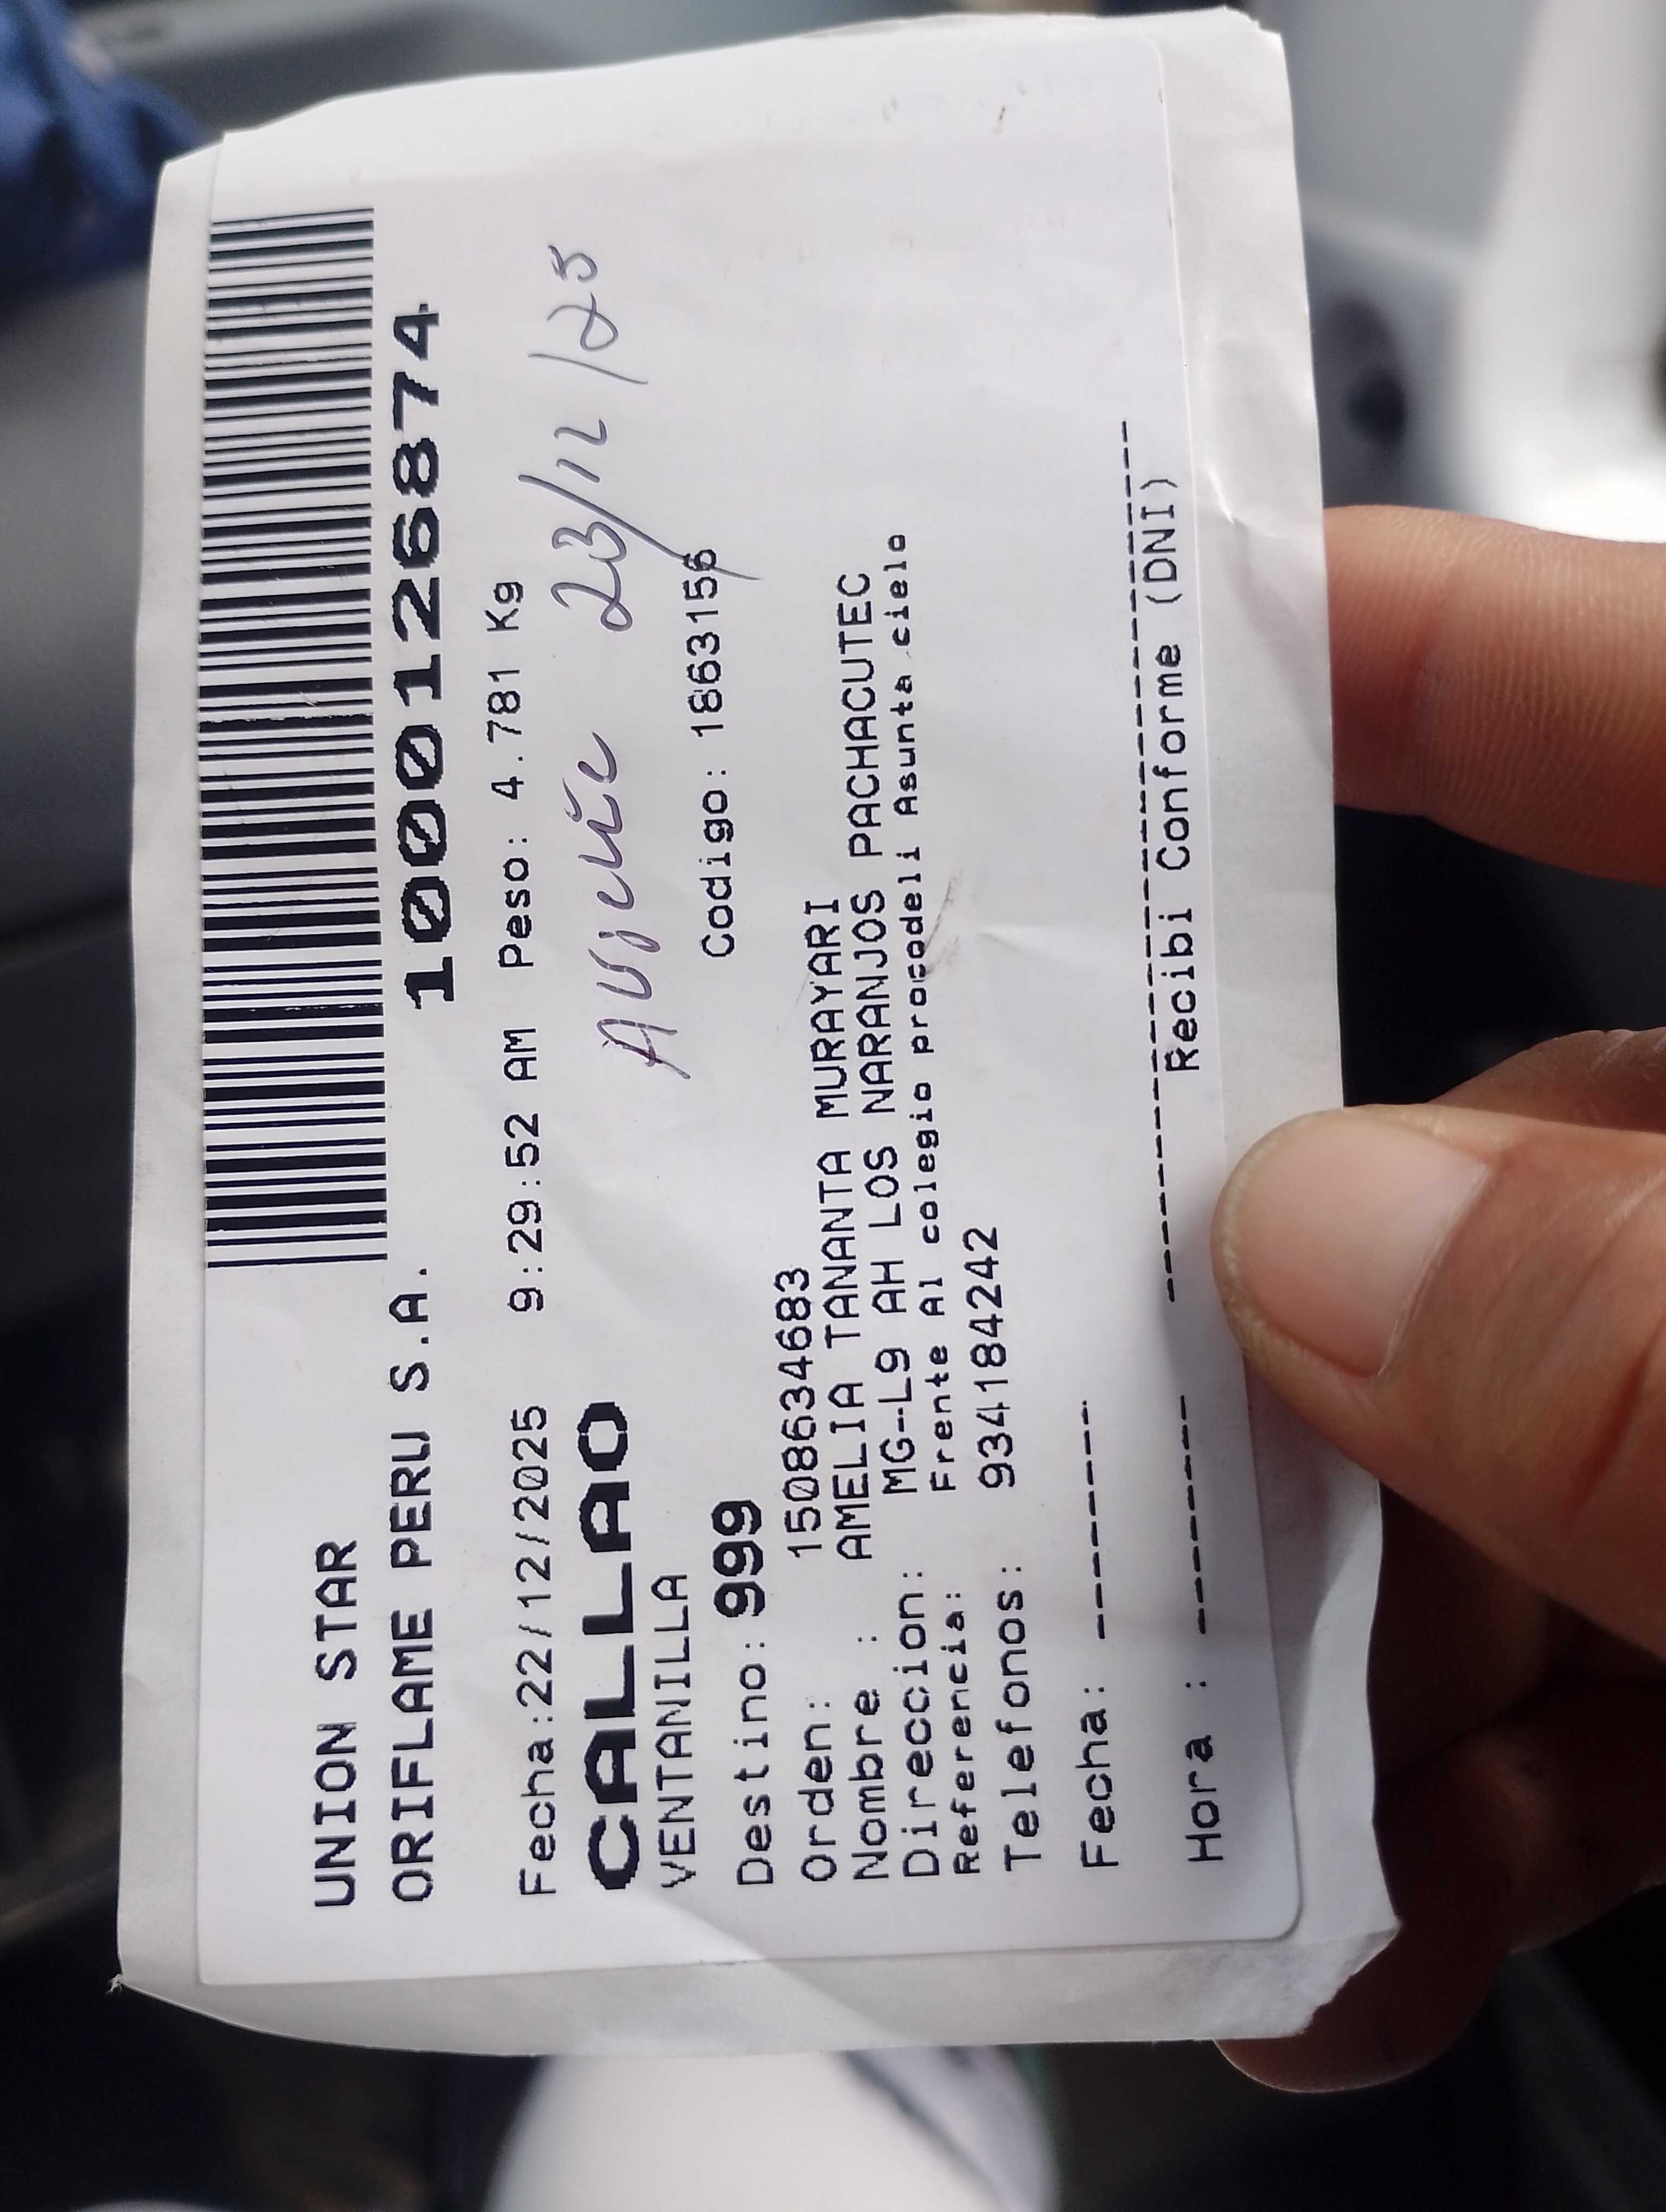 UNION STAR
ORIFLAME PERU S.A.
1000126874
Fecha:22/12/2025 9:29:52 AM Peso: 4.781 Kg
CALLAO
Ausente 23/12/25
VENTANILLA
Destino: 999 Codigo: 1863156
Orden: 1508634683
Nombre : AMELIA TANANTA MURAYARI
Direccion: MG-L9 AH LOS NARANJOS PACHACUTEC
Referencia: Frente Al colegio procadeli Asunta cielo
Telefonos: 934184242
Fecha: -------
Hora : -------
Recibi Conforme (DNI)